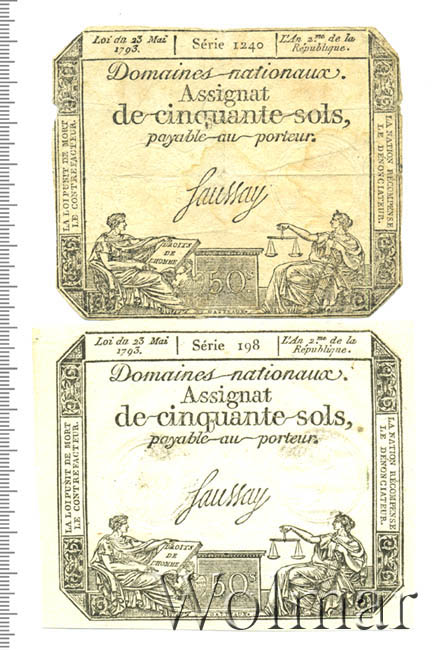 Loi du 23 Mai 1793.
Série 1240
L'An 2.me de la République.
Domaines nationaux.
Assignat
de cinquante sols,
payable au porteur.
Saussay
LA LOI PUNIT DE MORT
LE CONTREFACTEUR.
LA NATION RÉCOMPENSE
LE DÉNONCIATEUR.
DROITS
DE
L'HOMME
50
Loi du 23 Mai 1793.
Série 198
L'An 2.me de la République.
Domaines nationaux.
Assignat
de cinquante sols,
payable au porteur.
Saussay
LA LOI PUNIT DE MORT
LE CONTREFACTEUR.
LA NATION RÉCOMPENSE
LE DÉNONCIATEUR.
DROITS
DE
L'HOMME
50
Wolmar